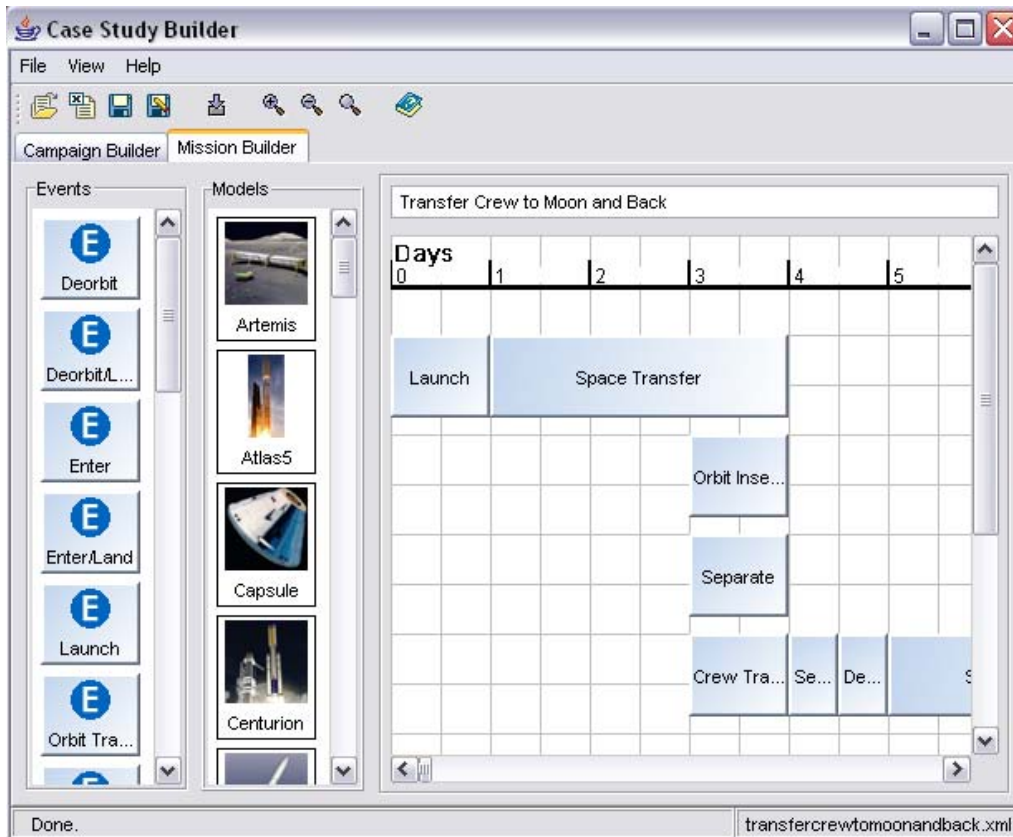 Case Study Builder
File View Help
Campaign Builder Mission Builder
Events
Deorbit
Deorbit/L...
Enter
Enter/Land
Launch
Orbit Tra...
Models
Artemis
Atlas5
Capsule
Centurion
Transfer Crew to Moon and Back
Days
0 1 2 3 4 5
Launch Space Transfer
Orbit Inse...
Separate
Crew Tra... Se... De... S
Done. transfercrewtomoonandback.xml